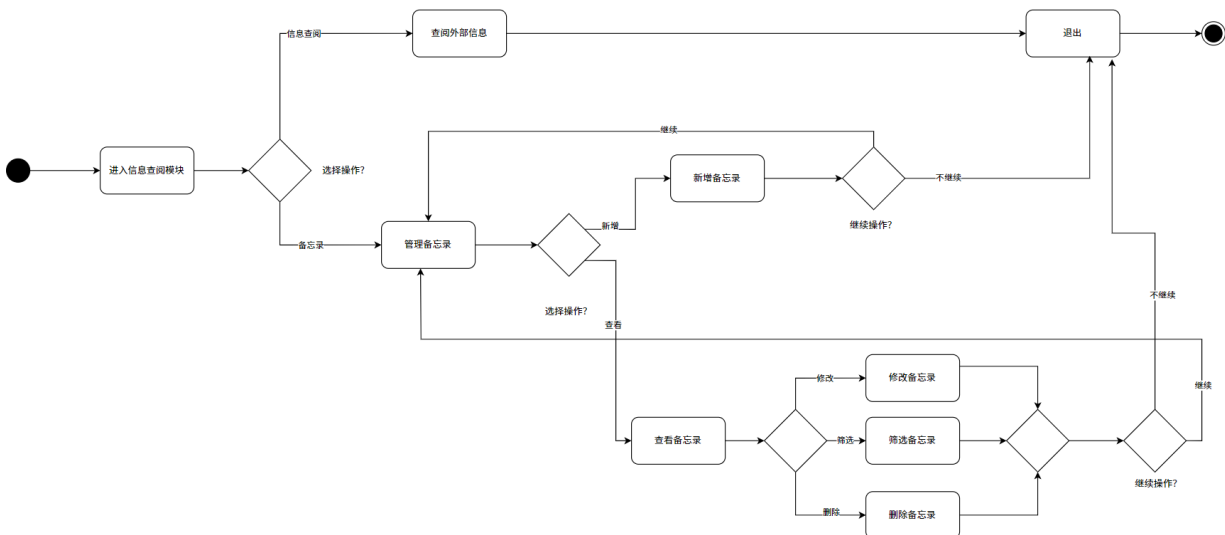 信息查阅
查阅外部信息
退出
继续
进入信息查阅模块
选择操作？
新增备忘录
不继续
新增
继续操作？
备忘录
管理备忘录
选择操作？
查看
不继续
修改
修改备忘录
继续
查看备忘录
筛选
筛选备忘录
继续操作？
删除
删除备忘录